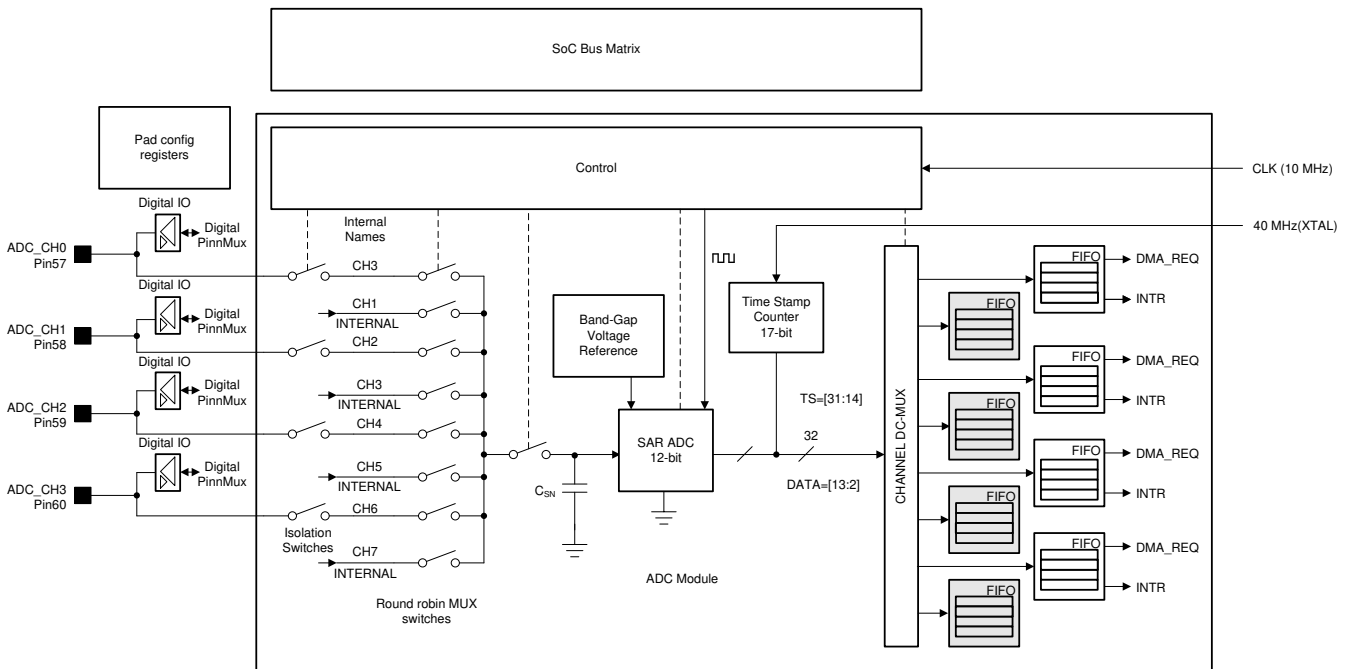 SoC Bus Matrix
Pad config
registers
Control
CLK (10 MHz)
40 MHz(XTAL)
Digital IO
Digital
PinnMux
ADC_CH0
Pin57
Digital IO
Digital
PinnMux
ADC_CH1
Pin58
Digital IO
Digital
PinnMux
ADC_CH2
Pin59
Digital IO
Digital
PinnMux
ADC_CH3
Pin60
Internal
Names
CH3
CH1
INTERNAL
CH2
CH3
INTERNAL
CH4
CH5
INTERNAL
CH6
Isolation
Switches
CH7
INTERNAL
Round robin MUX
switches
Band-Gap
Voltage
Reference
Time Stamp
Counter
17-bit
SAR ADC
12-bit
CSN
TS=[31:14]
32
DATA=[13:2]
ADC Module
CHANNEL DC-MUX
FIFO
DMA_REQ
INTR
FIFO
FIFO
DMA_REQ
INTR
FIFO
FIFO
DMA_REQ
INTR
FIFO
FIFO
DMA_REQ
INTR
FIFO